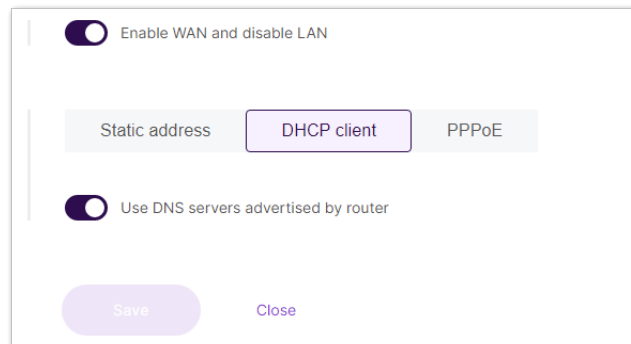 Enable WAN and disable LAN
Static address DHCP client PPPoE
Use DNS servers advertised by router
Save Close